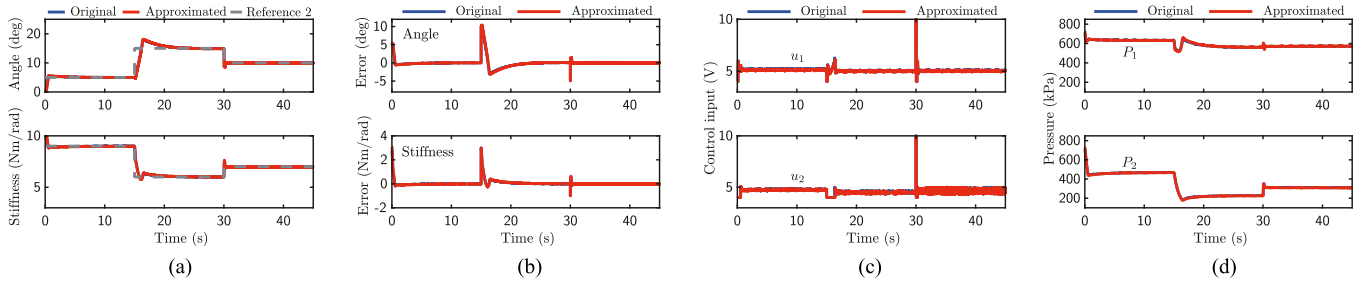 Original Approximated Reference 2
Angle (deg)
20
10
0
0 10 20 30 40
Stiffness (Nm/rad)
10
5
0 10 20 30 40
Time (s)
(a)
Original Approximated
Error (deg)
Angle
10
5
0
-5
0 10 20 30 40
Error (Nm/rad)
Stiffness
4
2
0
-2
0 10 20 30 40
Time (s)
(b)
Original Approximated
Control input (V)
u1
10
5
0 10 20 30 40
u2
10
5
0 10 20 30 40
Time (s)
(c)
Original Approximated
Pressure (kPa)
P1
800
600
400
200
0 10 20 30 40
P2
800
600
400
200
0 10 20 30 40
Time (s)
(d)